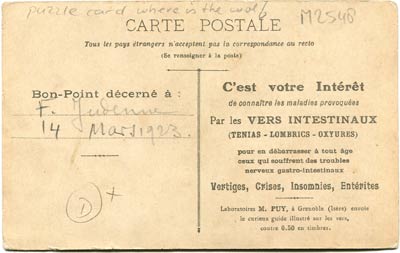 puzzle card where is the wolf
M2548
CARTE POSTALE
Tous les pays étrangers n'acceptent pas la correspondance au recto
(Se renseigner à la poste)
Bon-Point décerné à :
F.
14 Mars 1923.
D +
C'est votre Intérêt
de connaître les maladies provoquées
Par les VERS INTESTINAUX
(TENIAS - LOMBRICS - OXYURES)
pour en débarrasser à tout âge
ceux qui souffrent des troubles
nerveux gastro-intestinaux
Vertiges, Crises, Insomnies, Entérites
Laboratoires M. PUY, à Grenoble (Isère) envoie
le curieux guide illustré sur les vers,
contre 0.50 en timbres.